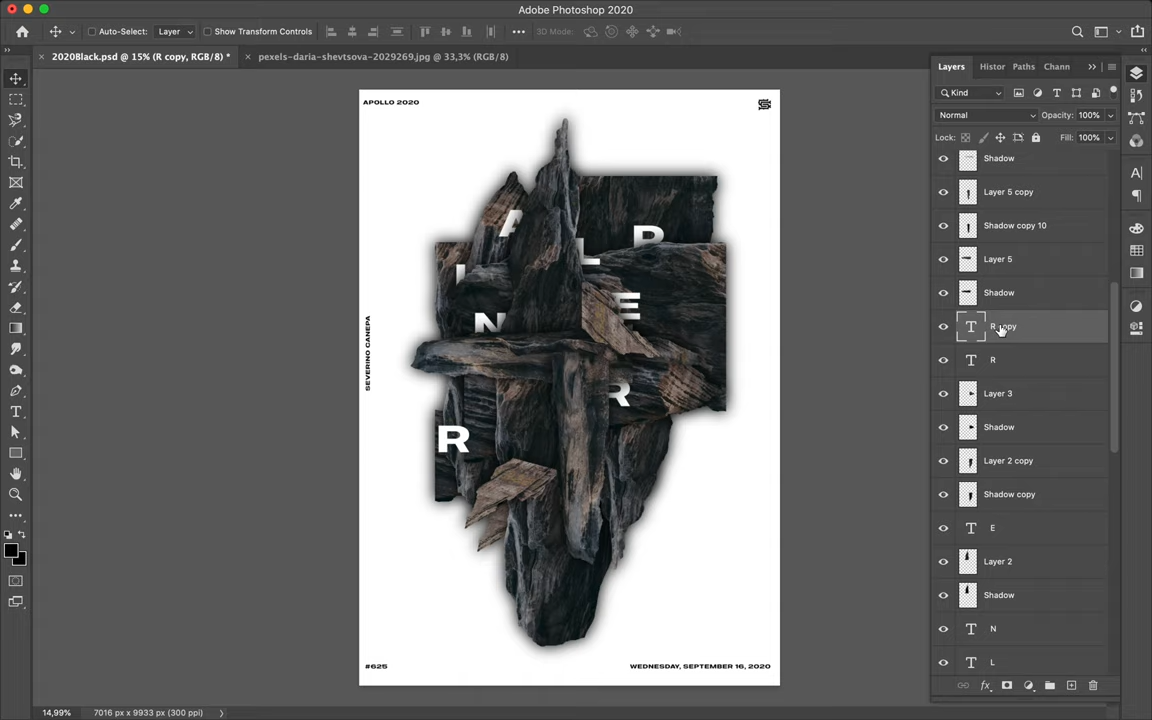 Adobe Photoshop 2020
Auto-Select:
Layer
Show Transform Controls
3D Mode:
2020Black.psd @ 15% (R copy, RGB/8) *
pexels-daria-shevtsova-2029269.jpg @ 33,3% (RGB/8)
Layers
Histor
Paths
Chann
Kind
Normal
Opacity: 100%
Lock:
Fill: 100%
Shadow
Layer 5 copy
Shadow copy 10
Layer 5
Shadow
R
R
Layer 3
Shadow
Layer 2 copy
Shadow copy
E
Layer 2
Shadow
N
L
APOLLO 2020
A
L
P
I
N
E
R
R
SEVERINO CANEPA
#625
WEDNESDAY, SEPTEMBER 16, 2020
14,99%
7016 px x 9933 px (300 ppi)